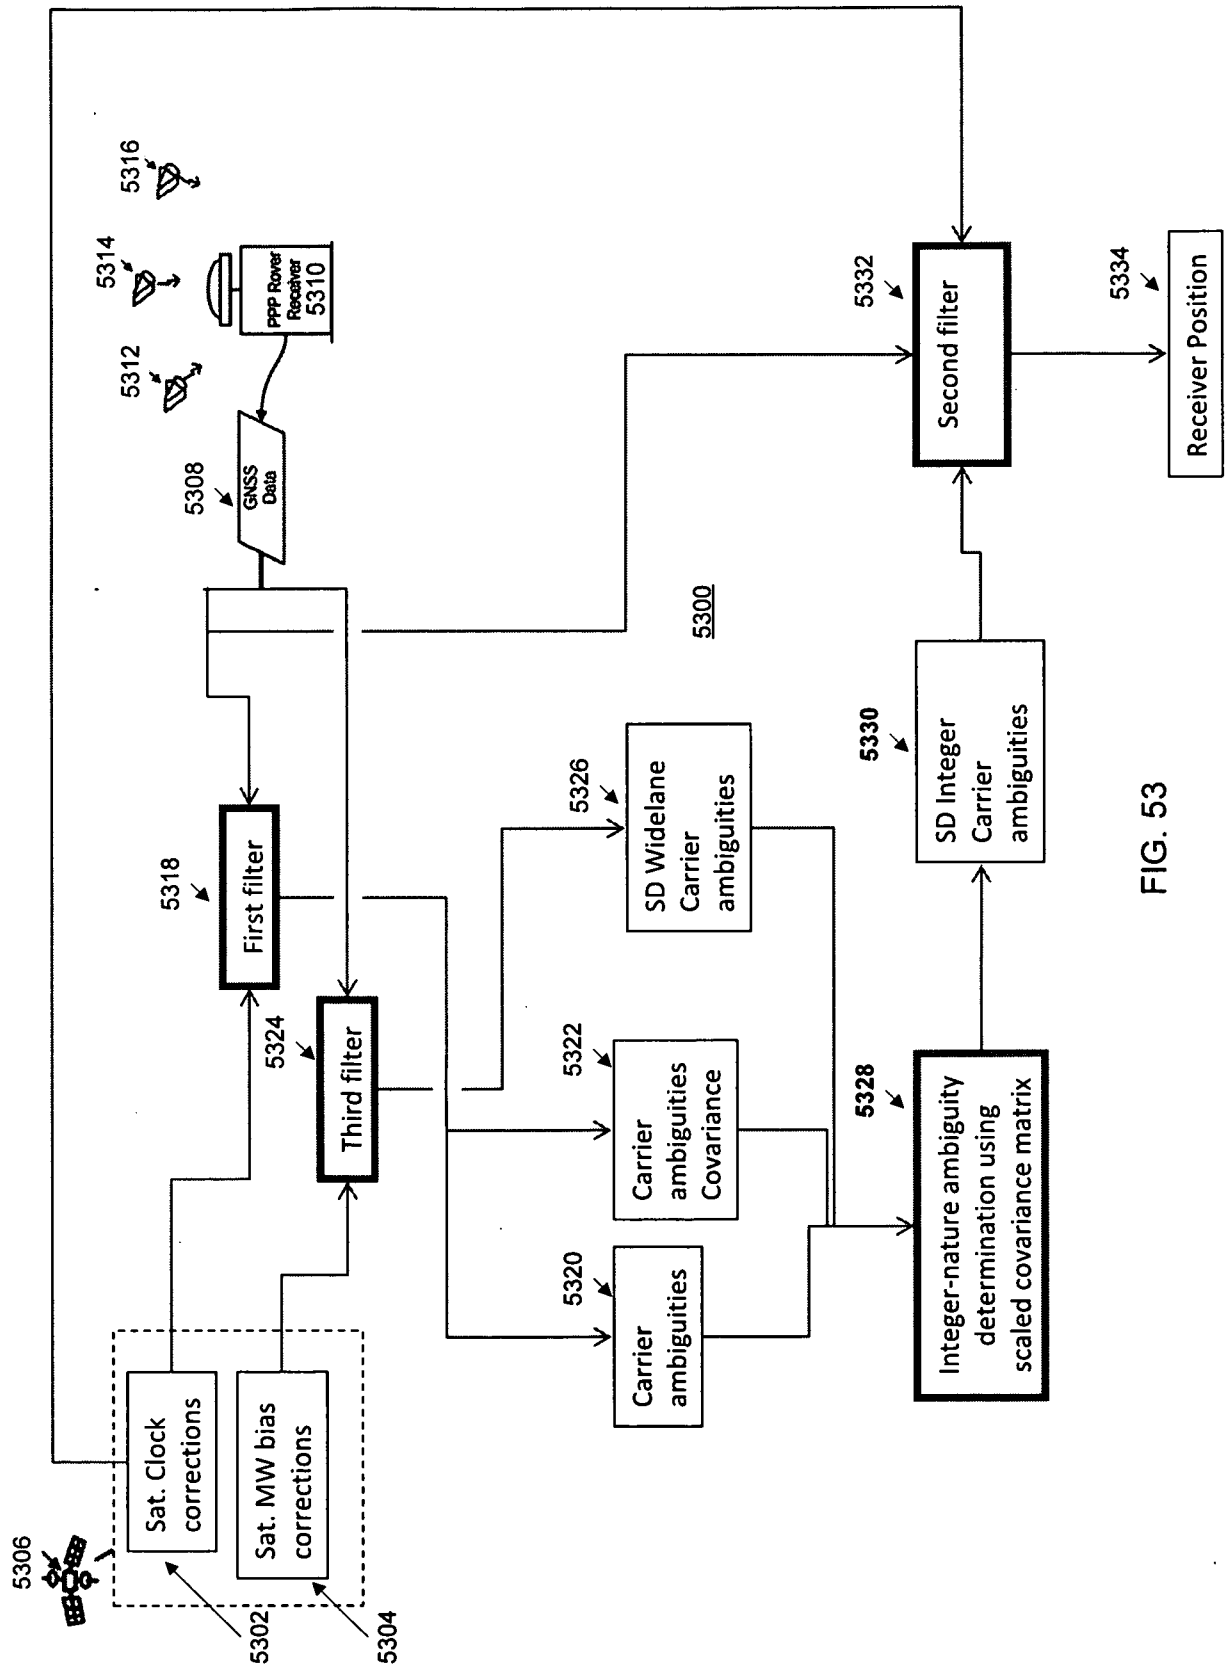 5306
5302
5304
Sat. Clock
corrections
Sat. MW bias
corrections
5318
First filter
5324
Third filter
5308
GNSS
Data
5312
5314
5316
PPP Rover
Receiver
5310
5320
Carrier
ambiguities
5322
Carrier
ambiguities
Covariance
5326
SD Widelane
Carrier
ambiguities
5300
5328
Integer-nature ambiguity
determination using
scaled covariance matrix
5330
SD Integer
Carrier
ambiguities
5332
Second filter
5334
Receiver Position
FIG. 53